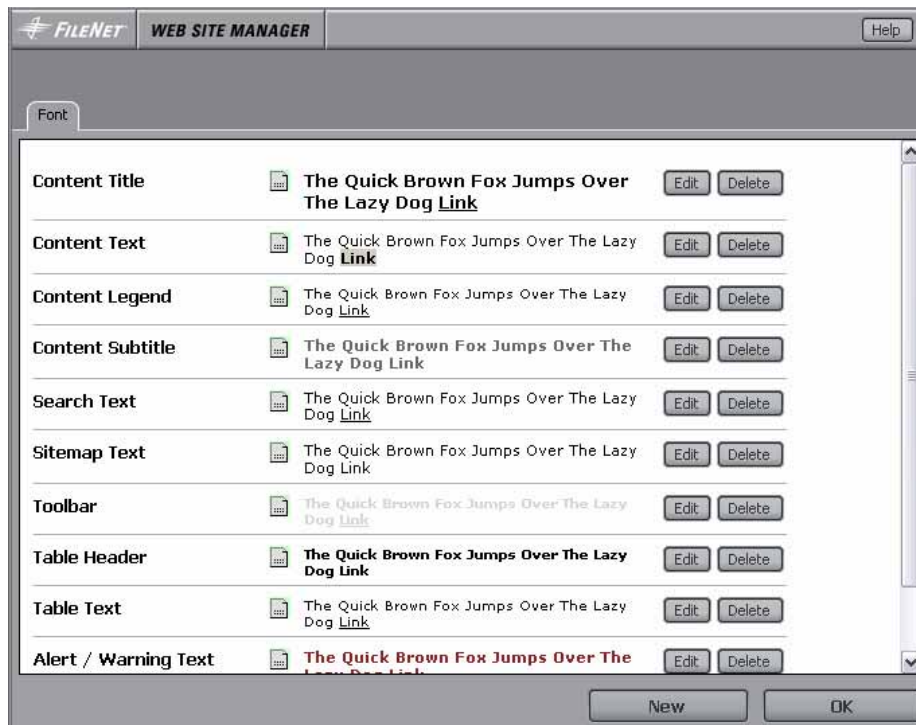 FILENET WEB SITE MANAGER Help
Font
Content Title The Quick Brown Fox Jumps Over Edit Delete
The Lazy Dog Link
Content Text The Quick Brown Fox Jumps Over The Lazy Edit Delete
Dog Link
Content Legend The Quick Brown Fox Jumps Over The Lazy Edit Delete
Dog Link
Content Subtitle The Quick Brown Fox Jumps Over The Edit Delete
Lazy Dog Link
Search Text The Quick Brown Fox Jumps Over The Lazy Edit Delete
Dog Link
Sitemap Text The Quick Brown Fox Jumps Over The Lazy Edit Delete
Dog Link
Toolbar The Quick Brown Fox Jumps Over The Lazy Edit Delete
Dog Link
Table Header The Quick Brown Fox Jumps Over The Lazy Edit Delete
Dog Link
Table Text The Quick Brown Fox Jumps Over The Lazy Edit Delete
Dog Link
Alert / Warning Text The Quick Brown Fox Jumps Over The Edit Delete
Lazy Dog Link
New OK